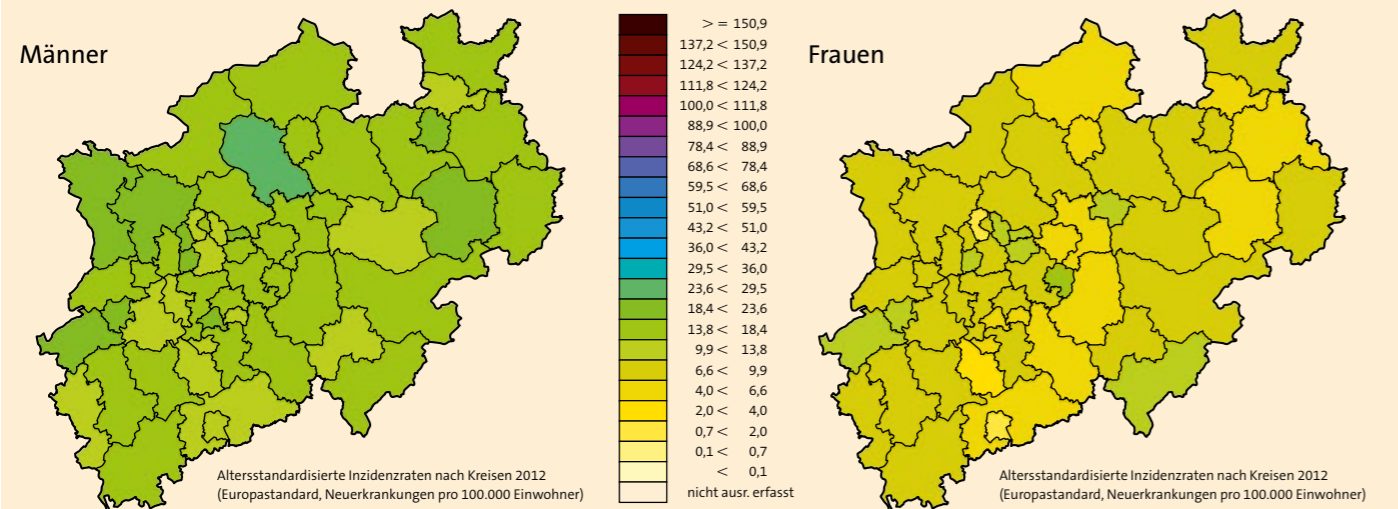 Männer
> = 150,9
137,2 < 150,9
124,2 < 137,2
111,8 < 124,2
100,0 < 111,8
88,9 < 100,0
78,4 < 88,9
68,6 < 78,4
59,5 < 68,6
51,0 < 59,5
43,2 < 51,0
36,0 < 43,2
29,5 < 36,0
23,6 < 29,5
18,4 < 23,6
13,8 < 18,4
9,9 < 13,8
6,6 < 9,9
4,0 < 6,6
2,0 < 4,0
0,7 < 2,0
0,1 < 0,7
< 0,1
nicht ausr. erfasst
Altersstandardisierte Inzidenzraten nach Kreisen 2012
(Europastandard, Neuerkrankungen pro 100.000 Einwohner)
Frauen
Altersstandardisierte Inzidenzraten nach Kreisen 2012
(Europastandard, Neuerkrankungen pro 100.000 Einwohner)